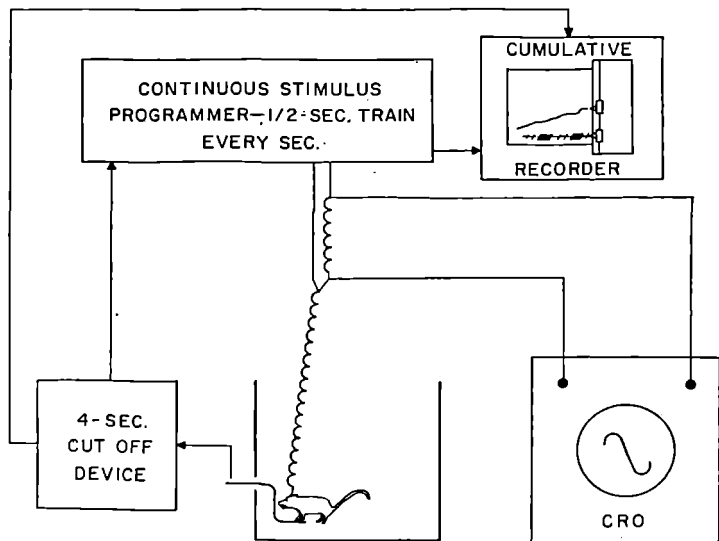 CUMULATIVE
RECORDER
CONTINUOUS STIMULUS
PROGRAMMER—1/2-SEC. TRAIN
EVERY SEC.
4-SEC.
CUT OFF
DEVICE
CRO